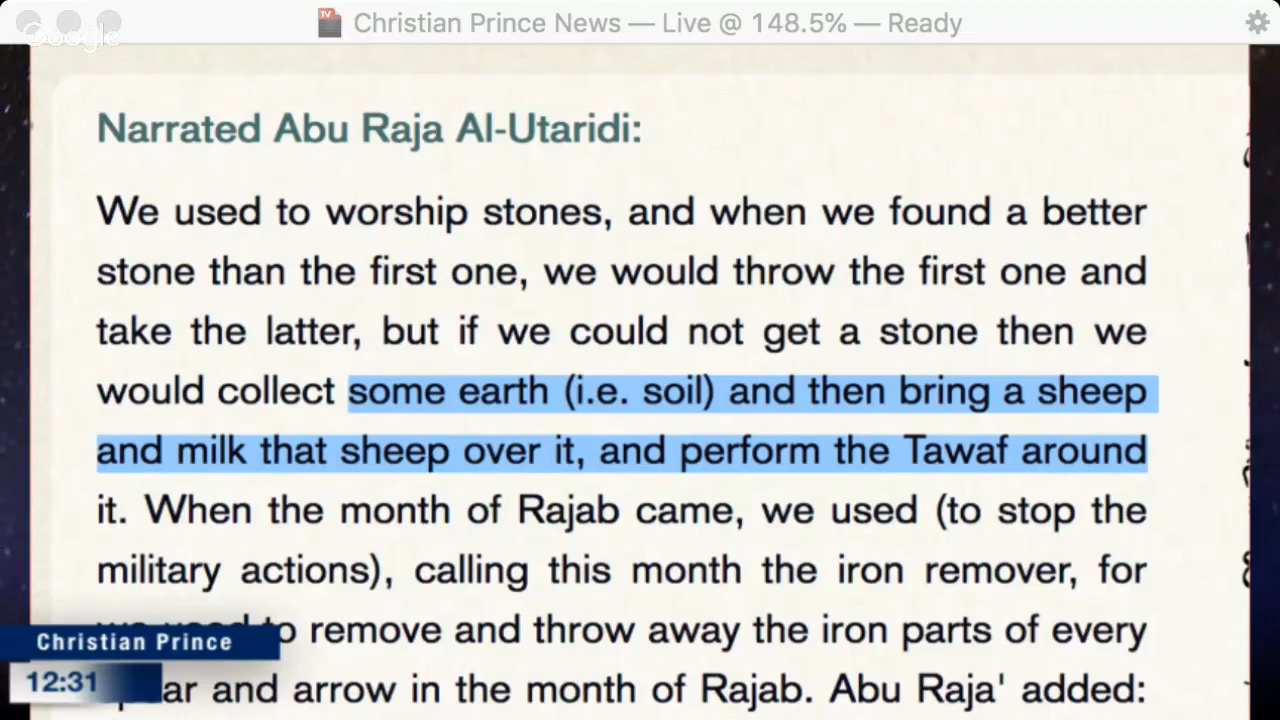 Christian Prince News — Live @ 148.5% — Ready
Google
Narrated Abu Raja Al-Utaridi:
We used to worship stones, and when we found a better
stone than the first one, we would throw the first one and
take the latter, but if we could not get a stone then we
would collect some earth (i.e. soil) and then bring a sheep
and milk that sheep over it, and perform the Tawaf around
it. When the month of Rajab came, we used (to stop the
military actions), calling this month the iron remover, for
we used to remove and throw away the iron parts of every
ar and arrow in the month of Rajab. Abu Raja' added:
Christian Prince
12:31